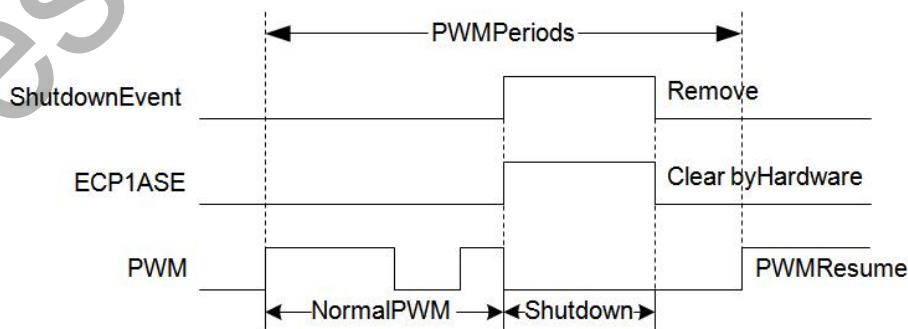 PWMPeriods
ShutdownEvent
Remove
ECP1ASE
Clear byHardware
PWM
PWMResume
NormalPWM
Shutdown